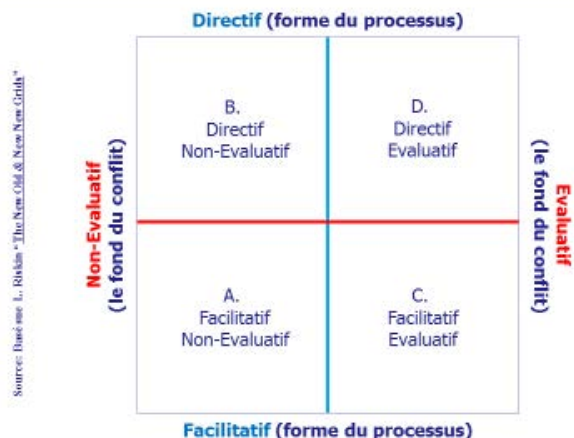 Directif (forme du processus)
Source: Basé sue L. Riskin “ The New Old & New New Grids”
Non-Evaluatif
(le fond du conflit)
B.
Directif
Non-Evaluatif
D.
Directif
Evaluatif
Evaluatif
(le fond du conflit)
A.
Facilitatif
Non-Evaluatif
C.
Facilitatif
Evaluatif
Facilitatif (forme du processus)